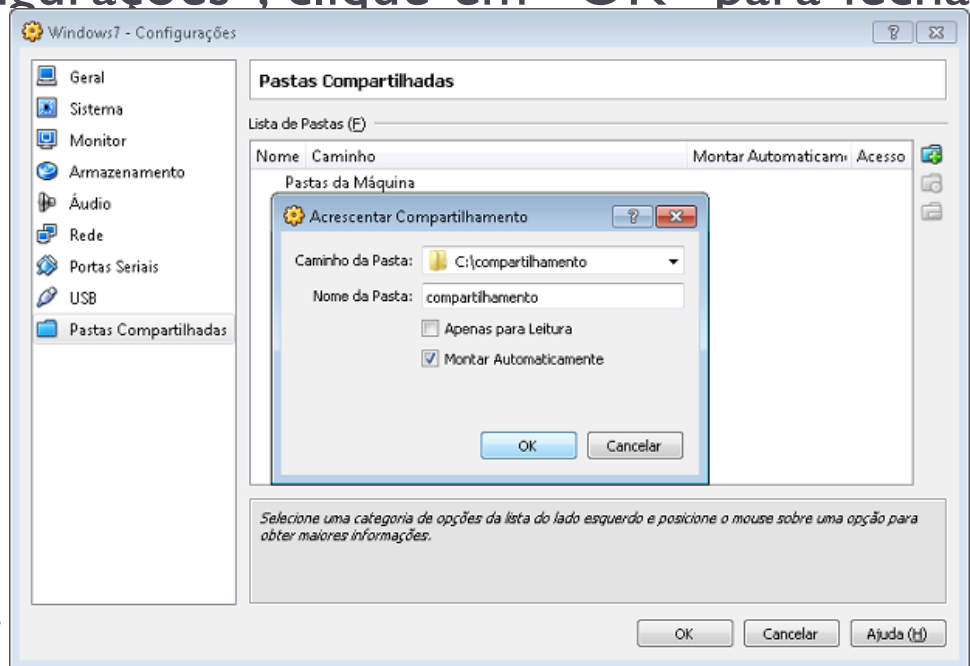 "OK" para fecha
Windows7 - Configurações
Geral
Sistema
Monitor
Armazenamento
Áudio
Rede
Portas Seriais
USB
Pastas Compartilhadas
Pastas Compartilhadas
Lista de Pastas (F)
Nome Caminho Montar Automaticam Acesso
Pastas da Máquina
Acrescentar Compartilhamento
Caminho da Pasta: C:\compartilhamento
Nome da Pasta: compartilhamento
Apenas para Leitura
Montar Automaticamente
OK Cancelar
Selecione uma categoria de opções da lista do lado esquerdo e posicione o mouse sobre uma opção para
obter maiores informações.
OK Cancelar Ajuda (H)